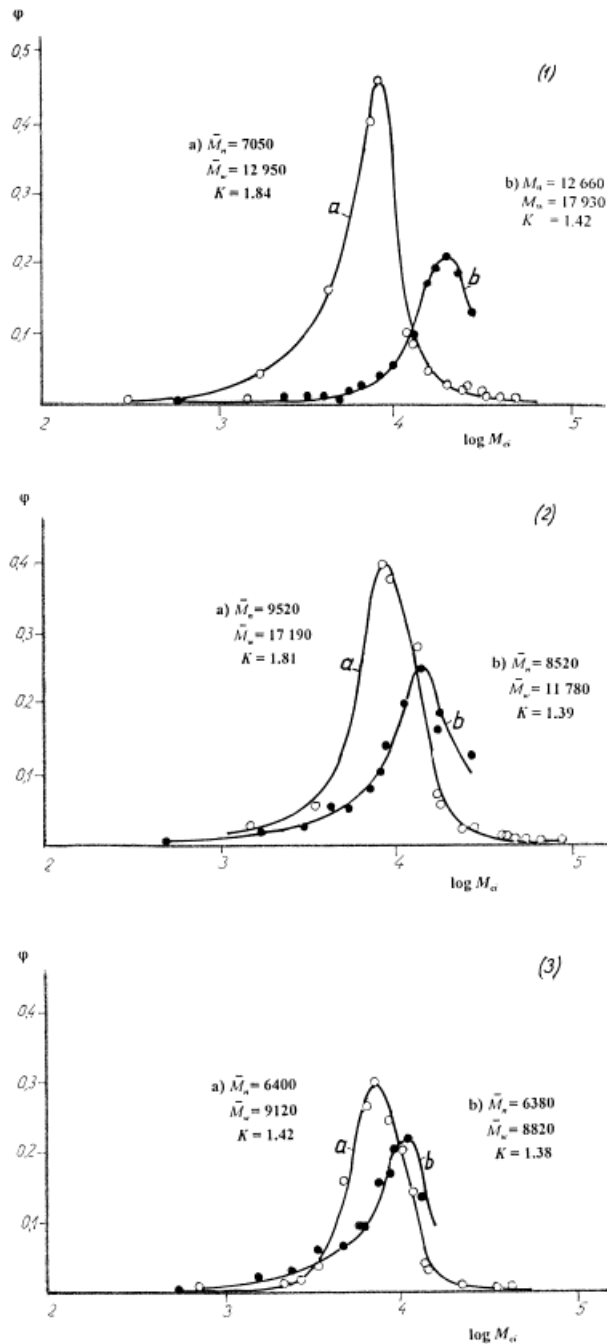 φ
(1)
0,5
0,4
0,3
0,2
0,1
a) M̄n = 7050
M̄w = 12 950
K = 1.84
b) Mn = 12 660
Mw = 17 930
K = 1.42
a
b
2 3 4 5
log Mci
φ
(2)
0,4
0,3
0,2
0,1
a) M̄n = 9520
M̄w = 17 190
K = 1.81
b) M̄n = 8520
M̄w = 11 780
K = 1.39
a
b
2 3 4 5
log Mci
φ
(3)
0,4
0,3
0,2
0,1
a) M̄n = 6400
M̄w = 9120
K = 1.42
b) M̄n = 6380
M̄w = 8820
K = 1.38
a
b
2 3 4 5
log Mci